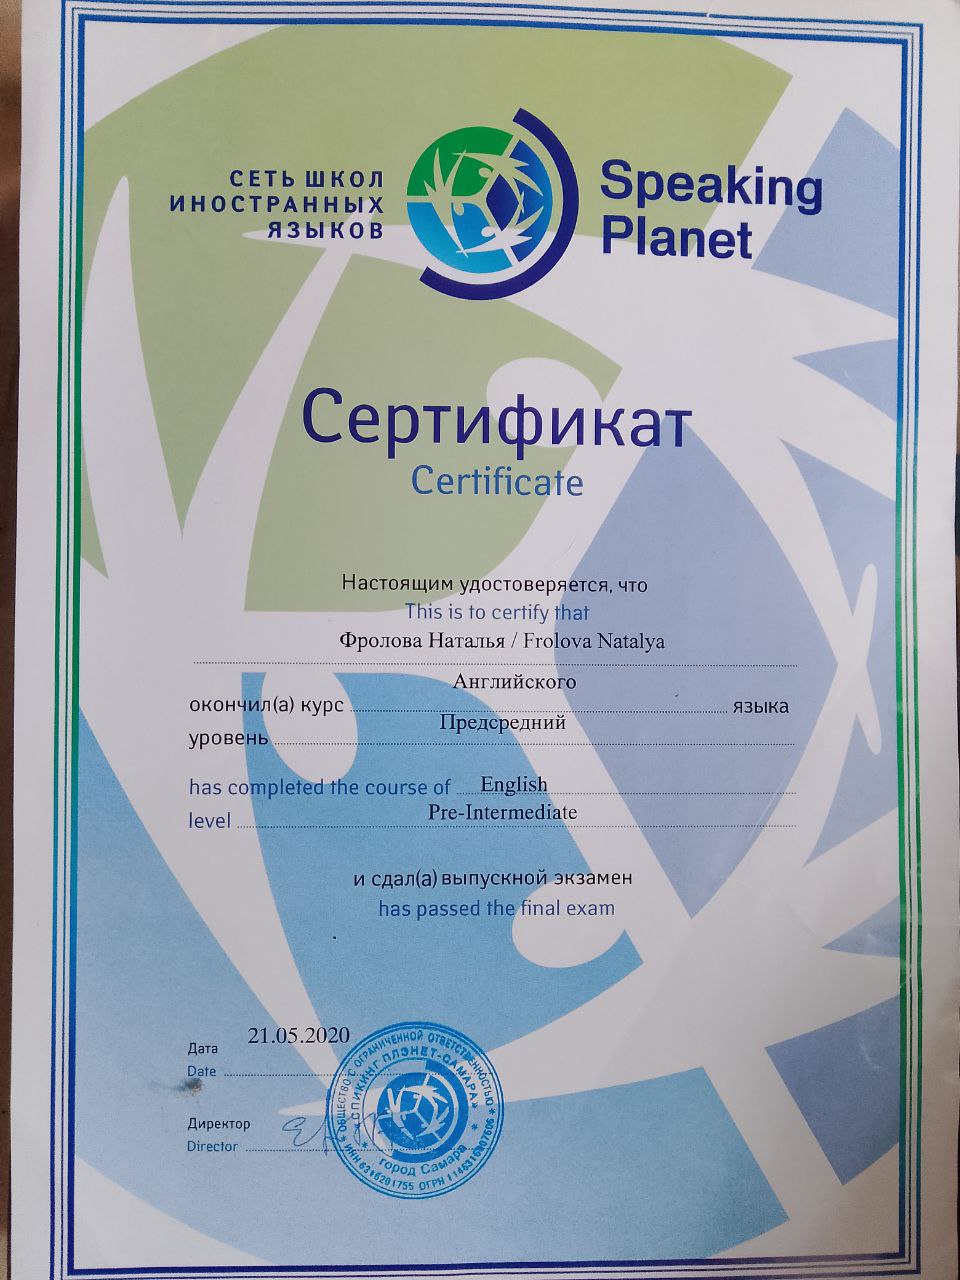 СЕТЬ ШКОЛ
ИНОСТРАННЫХ
ЯЗЫКОВ
Speaking
Planet
Сертификат
Certificate
Настоящим удостоверяется, что
This is to certify that
Фролова Наталья / Frolova Natalya
Английского
окончил(а) курс языка
Предсредний
уровень
has completed the course of English
level Pre-Intermediate
и сдал(а) выпускной экзамен
has passed the final exam
21.05.2020
Дата
Date
Директор
Director
ОБЩЕСТВО С ОГРАНИЧЕННОЙ ОТВЕТСТВЕННОСТЬЮ
«СПИКИНГ ПЛЭНЕТ-САМАРА»
город Самара
ИНН 6316201755 ОГРН 1146316007606